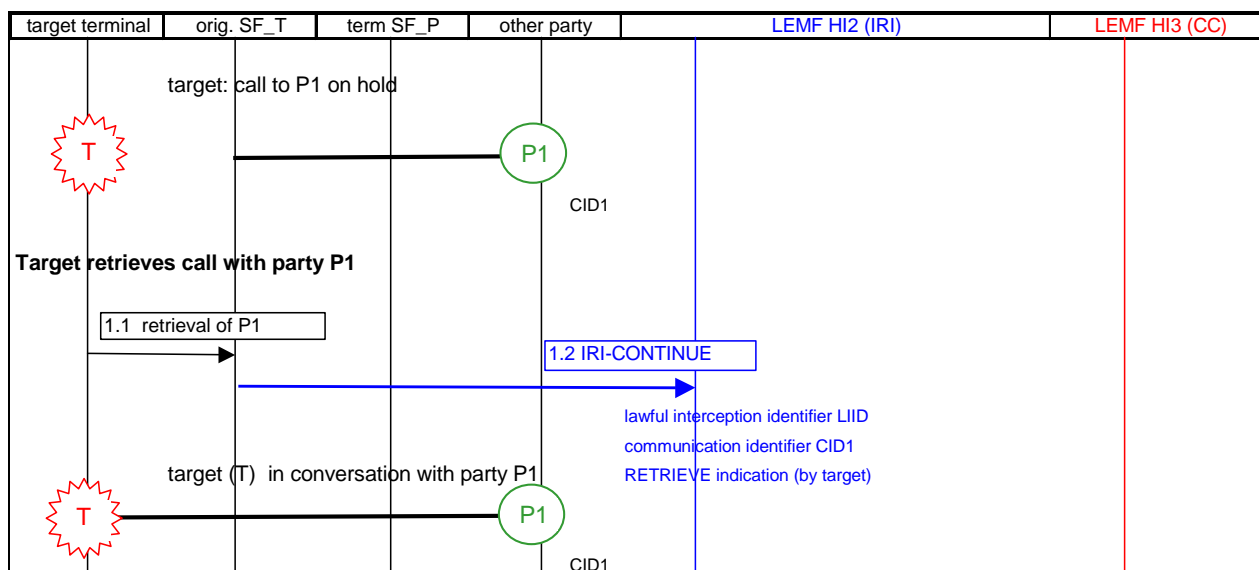 target terminal orig. SF_T term SF_P other party LEMF HI2 (IRI) LEMF HI3 (CC)
target: call to P1 on hold
T P1
CID1
Target retrieves call with party P1
1.1 retrieval of P1
1.2 IRI-CONTINUE
lawful interception identifier LIID
communication identifier CID1
target (T) in conversation with party P1 RETRIEVE indication (by target)
T P1
CID1